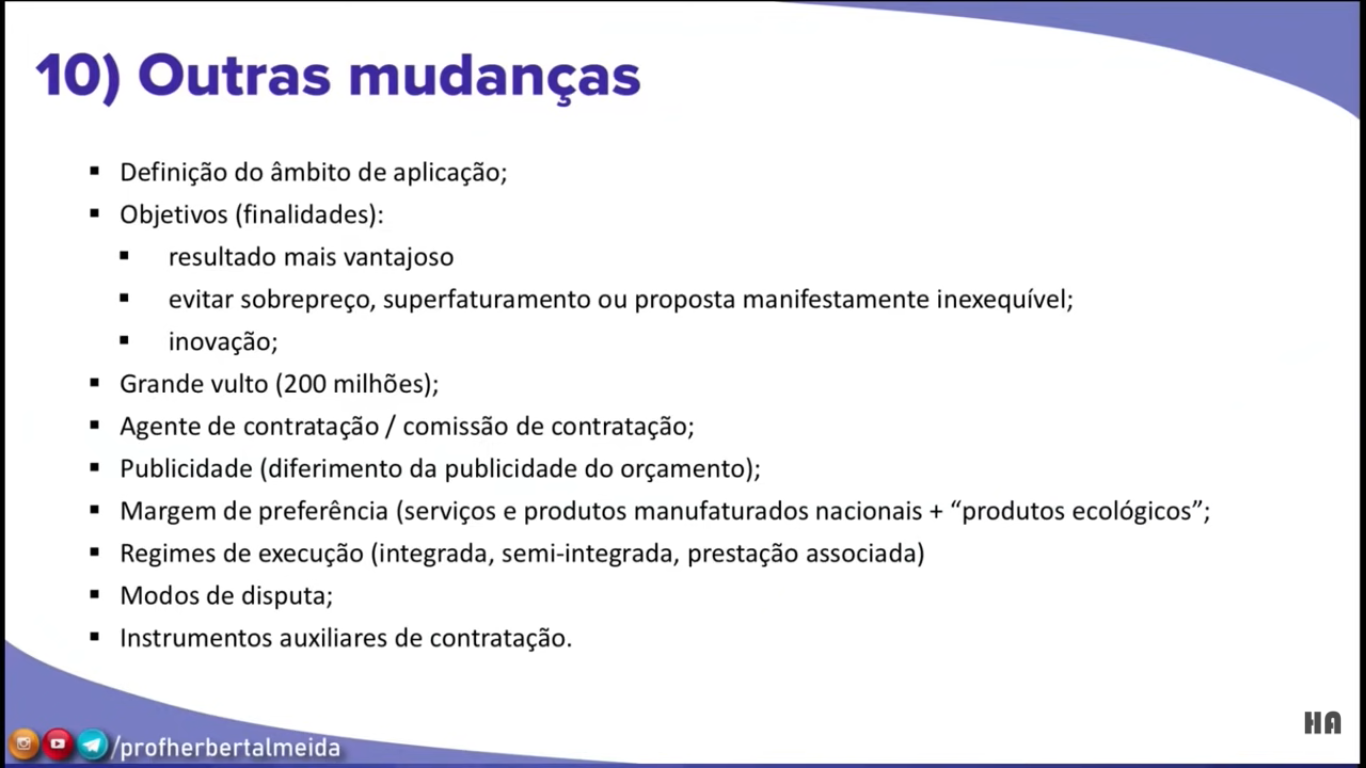 10) Outras mudanças
▪ Definição do âmbito de aplicação;
▪ Objetivos (finalidades):
▪ resultado mais vantajoso
▪ evitar sobrepreço, superfaturamento ou proposta manifestamente inexequível;
▪ inovação;
▪ Grande vulto (200 milhões);
▪ Agente de contratação / comissão de contratação;
▪ Publicidade (diferimento da publicidade do orçamento);
▪ Margem de preferência (serviços e produtos manufaturados nacionais + “produtos ecológicos”;
▪ Regimes de execução (integrada, semi-integrada, prestação associada)
▪ Modos de disputa;
▪ Instrumentos auxiliares de contratação.
HA
/profherbertalmeida